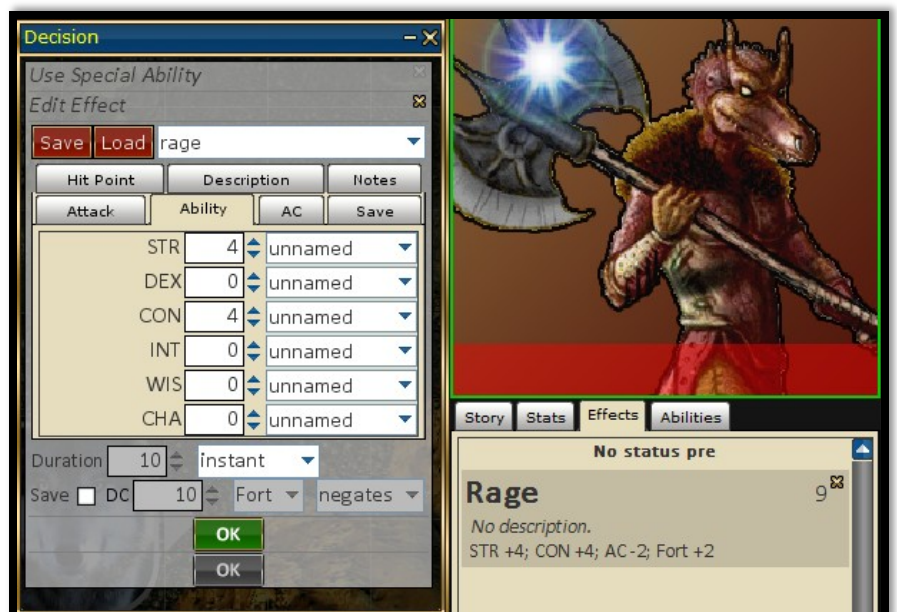 Decision
Use Special Ability
Edit Effect
Save Load rage
Hit Point Description Notes
Attack Ability AC Save
STR 4 unnamed
DEX 0 unnamed
CON 4 unnamed
INT 0 unnamed
WIS 0 unnamed
CHA 0 unnamed
Duration 10 instant
Save DC 10 Fort negates
OK
OK
Story Stats Effects Abilities
No status pre
Rage 9
No description.
STR +4; CON +4; AC -2; Fort +2